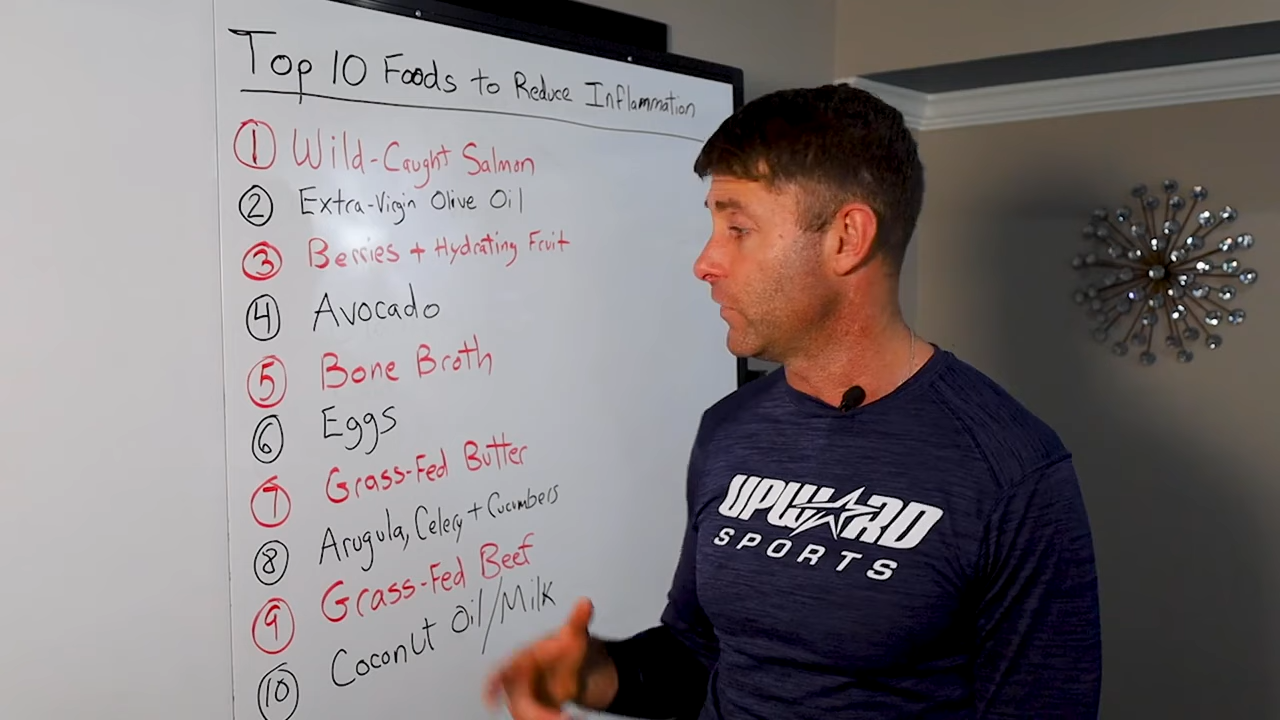 Top 10 Foods to Reduce Inflammation
1 Wild-Caught Salmon
2 Extra-Virgin Olive Oil
3 Berries + Hydrating Fruit
4 Avocado
5 Bone Broth
6 Eggs
7 Grass-Fed Butter
8 Arugula, Celery + Cucumbers
9 Grass-Fed Beef
10 Coconut Oil/Milk
UPWARD
SPORTS